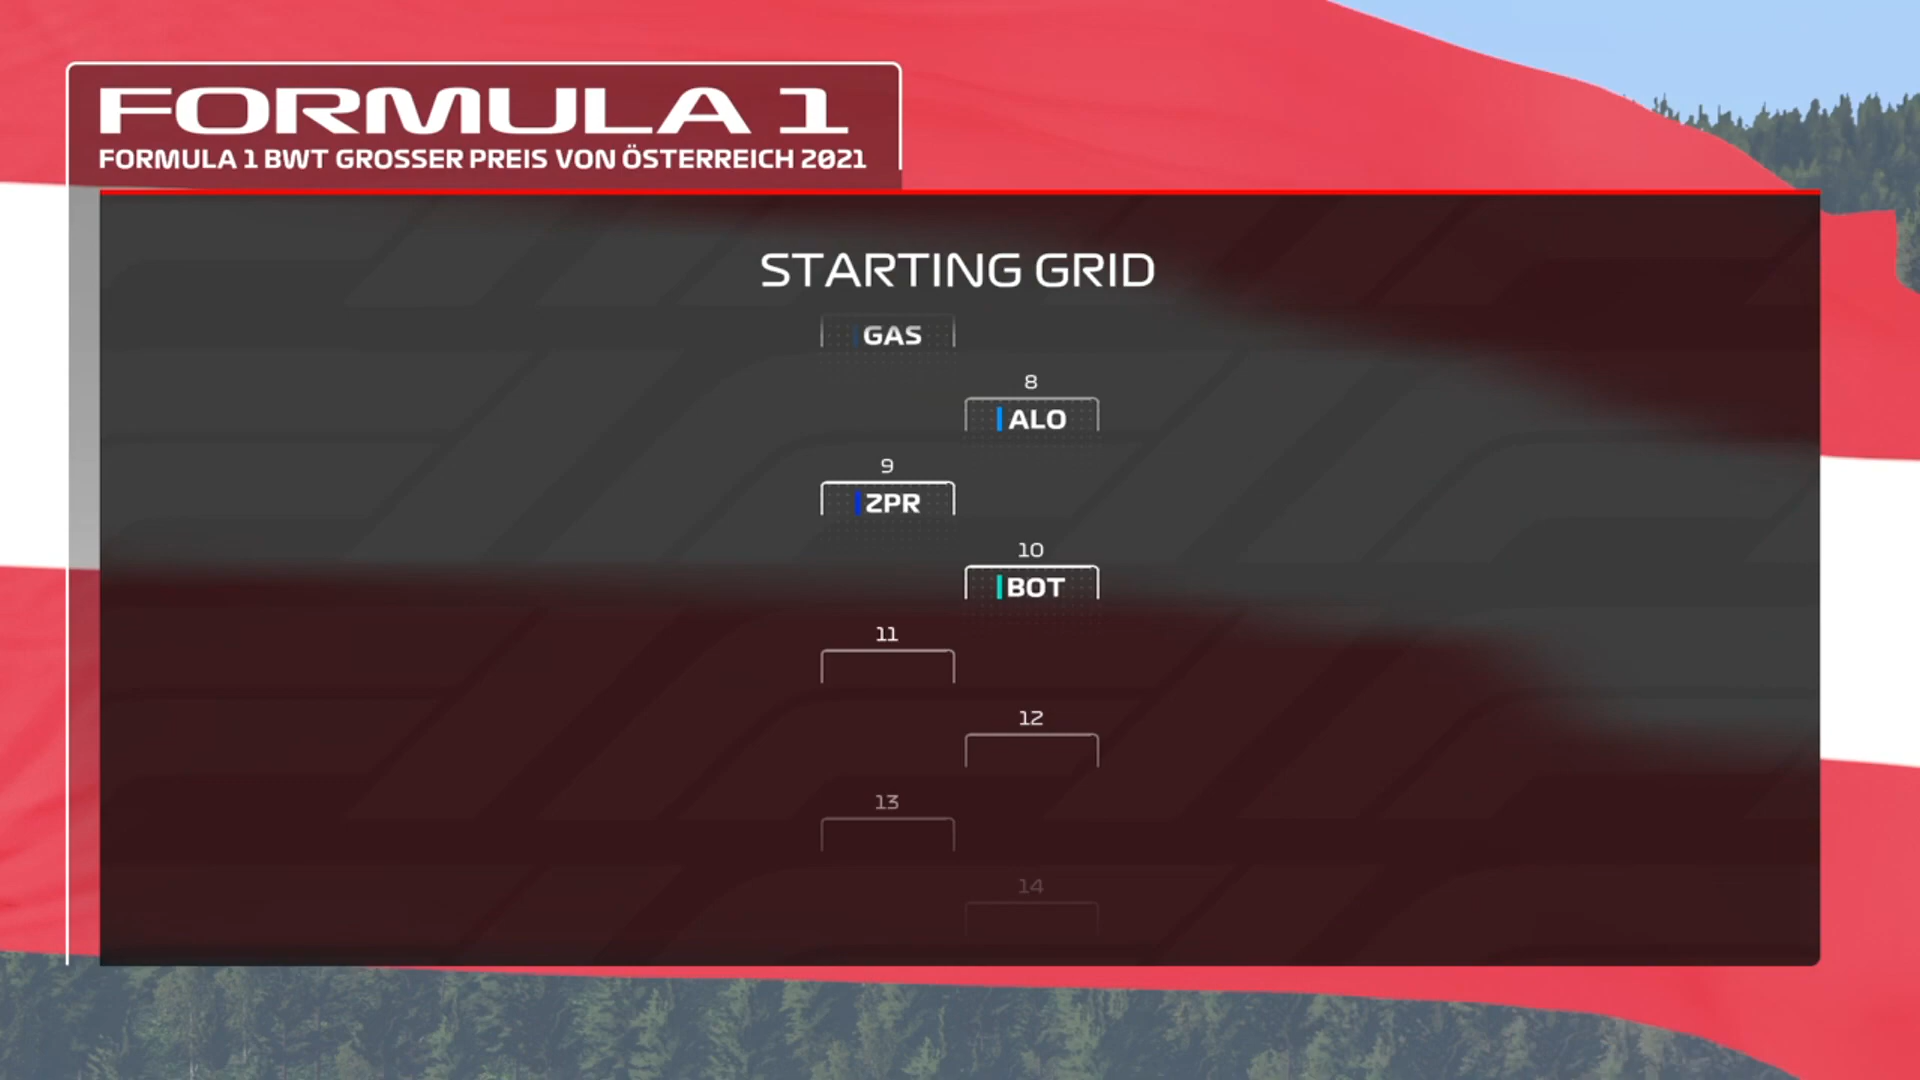 FORMULA 1
FORMULA 1 BWT GROSSER PREIS VON ÖSTERREICH 2021
STARTING GRID
GAS
8
ALO
9
ZPR
10
BOT
11
12
13
14